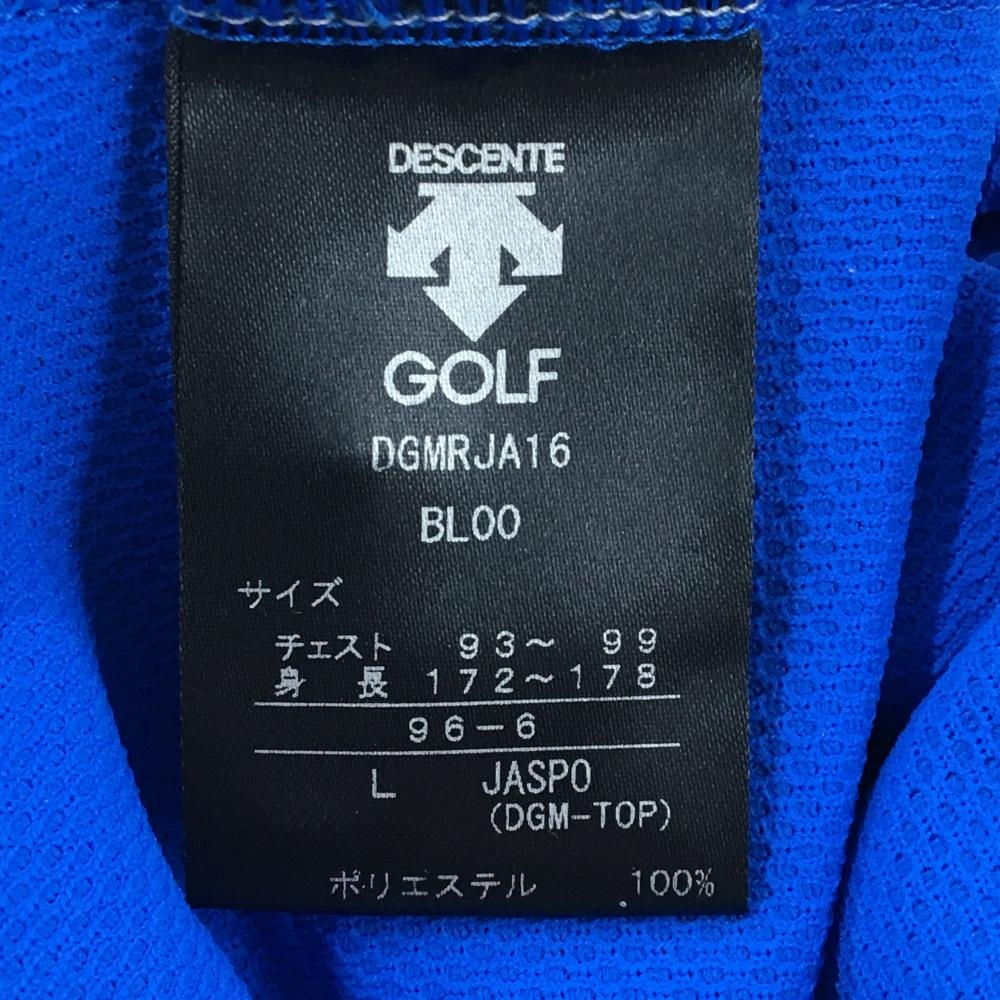 DESCENTE
GOLF
DGMRJA16
BL00
サイズ
チェスト 93〜 99
身 長 172〜178
96-6
L JASPO
(DGM-TOP)
ポリエステル 100%